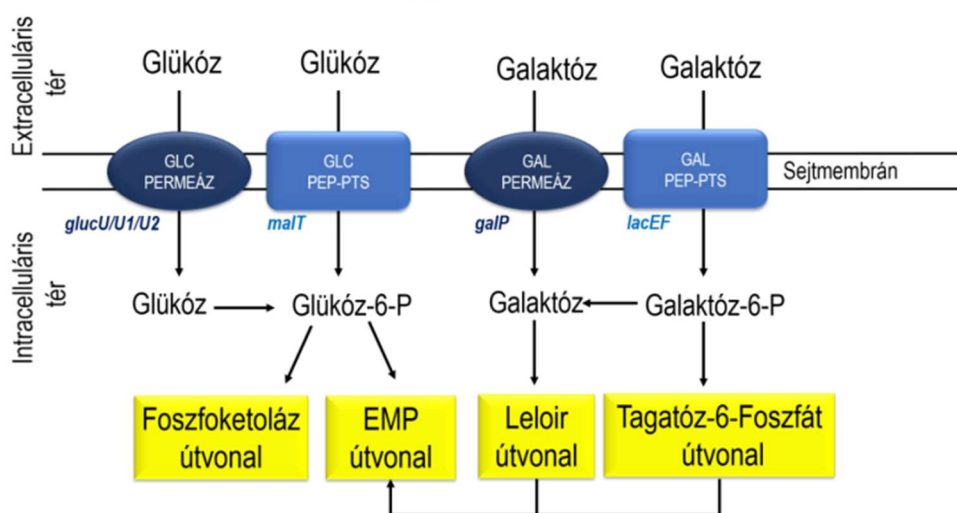 Extracelluláris
tér
Glükóz
Glükóz
Galaktóz
Galaktóz
GLC
PERMEÁZ
GLC
PEP-PTS
GAL
PERMEÁZ
GAL
PEP-PTS
Sejtmembrán
glucU/U1/U2
malT
galP
lacEF
Intracelluláris
tér
Glükóz
Glükóz-6-P
Galaktóz
Galaktóz-6-P
Foszfoketoláz
útvonal
EMP
útvonal
Leloir
útvonal
Tagatóz-6-Foszfát
útvonal